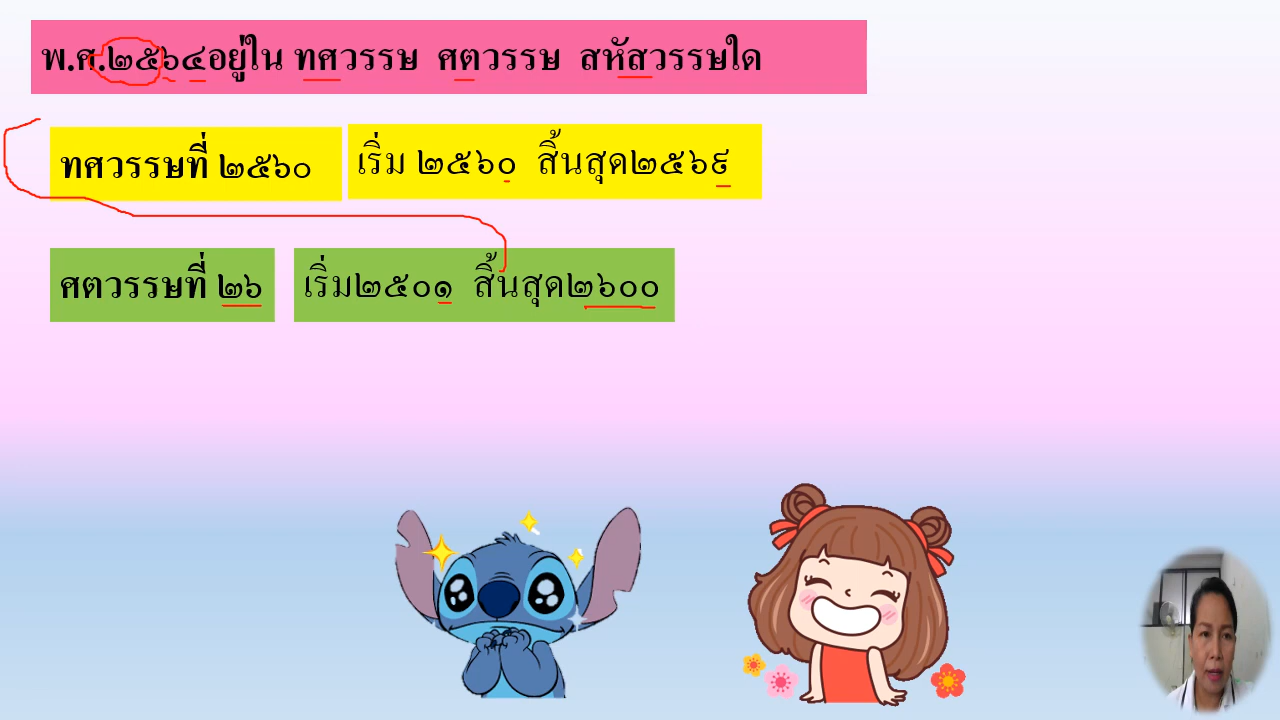 พ.ศ.๒๕๖๔อยู่ใน ทศวรรษ ศตวรรษ สหัสวรรษใด
ทศวรรษที่ ๒๕๖๐ เริ่ม ๒๕๖๐ สิ้นสุด๒๕๖๙
ศตวรรษที่ ๒๖ เริ่ม๒๕๐๑ สิ้นสุด๒๖๐๐